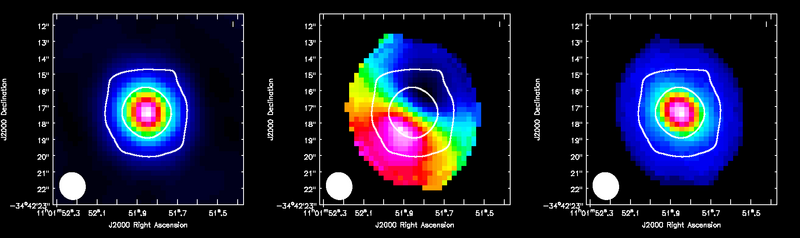 12"
13"
14"
15"
16"
17"
18"
19"
20"
21"
22"
−34°42'23"
11ʰ01ᵐ52ˢ.3
52ˢ.1
51ˢ.9
51ˢ.7
51ˢ.5
J2000 Right Ascension
J2000 Declination
I
12"
13"
14"
15"
16"
17"
18"
19"
20"
21"
22"
−34°42'23"
11ʰ01ᵐ52ˢ.3
52ˢ.1
51ˢ.9
51ˢ.7
51ˢ.5
J2000 Right Ascension
J2000 Declination
I
12"
13"
14"
15"
16"
17"
18"
19"
20"
21"
22"
−34°42'23"
11ʰ01ᵐ52ˢ.3
52ˢ.1
51ˢ.9
51ˢ.7
51ˢ.5
J2000 Right Ascension
J2000 Declination
I